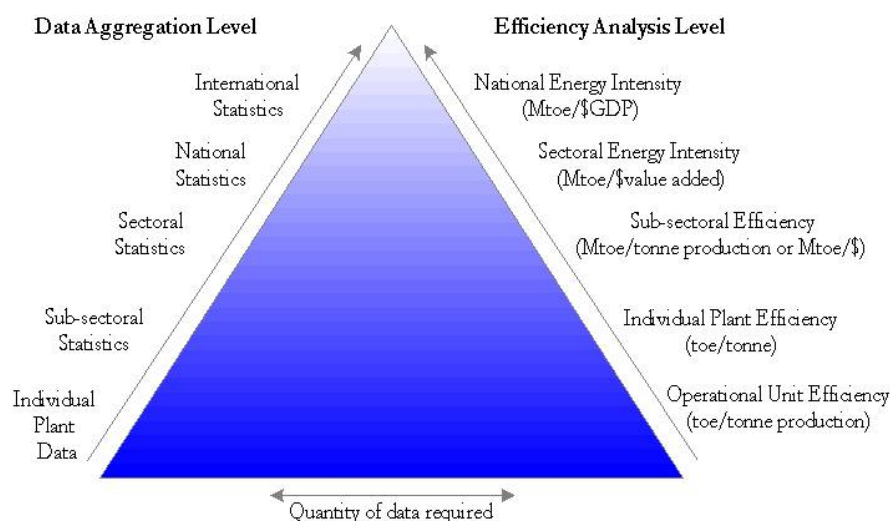 Data Aggregation Level
Efficiency Analysis Level
International
Statistics
National Energy Intensity
(Mtoe/$GDP)
National
Statistics
Sectoral Energy Intensity
(Mtoe/$value added)
Sectoral
Statistics
Sub-sectoral Efficiency
(Mtoe/tonne production or Mtoe/$)
Sub-sectoral
Statistics
Individual Plant Efficiency
(toe/tonne)
Individual
Plant
Data
Operational Unit Efficiency
(toe/tonne production)
Quantity of data required